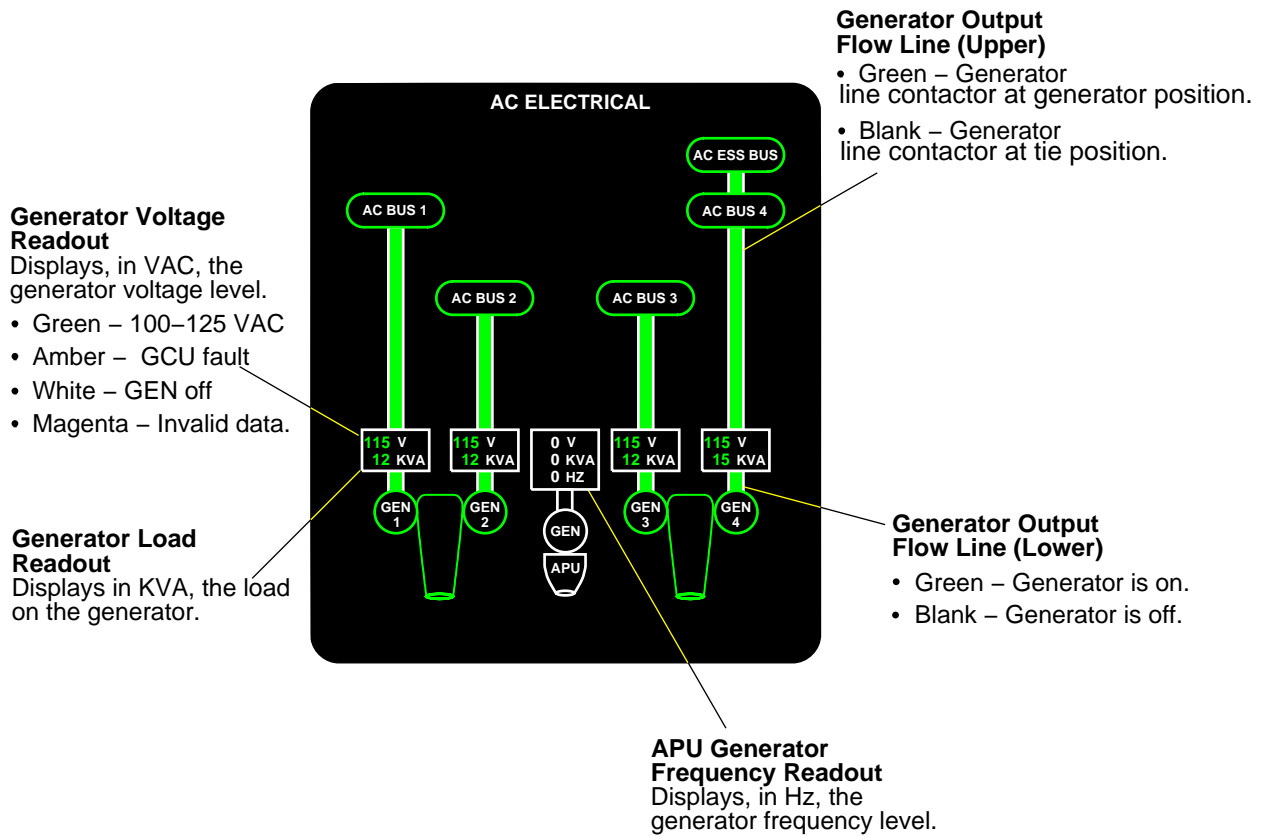 Generator Output
Flow Line (Upper)
• Green – Generator
line contactor at generator position.
• Blank – Generator
line contactor at tie position.
AC ELECTRICAL
AC ESS BUS
AC BUS 1
AC BUS 4
Generator Voltage
Readout
Displays, in VAC, the
generator voltage level.
• Green – 100–125 VAC
• Amber – GCU fault
• White – GEN off
• Magenta – Invalid data.
AC BUS 2
AC BUS 3
115 V
12 KVA
115 V
12 KVA
0 V
0 KVA
0 HZ
115 V
12 KVA
115 V
15 KVA
GEN
1
GEN
2
GEN
APU
GEN
3
GEN
4
Generator Load
Readout
Displays in KVA, the load
on the generator.
Generator Output
Flow Line (Lower)
• Green – Generator is on.
• Blank – Generator is off.
APU Generator
Frequency Readout
Displays, in Hz, the
generator frequency level.